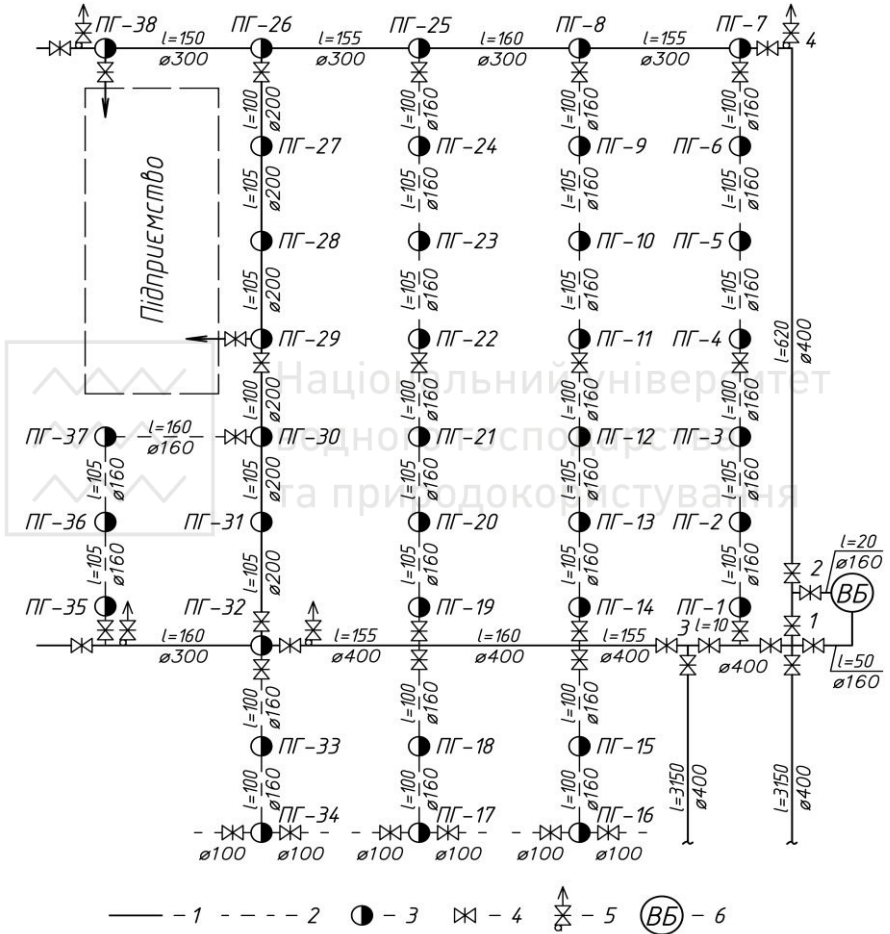 ПГ-38 ПГ-26 ПГ-25 ПГ-8 ПГ-7
l=150 l=155 l=160 l=155 4
ø300 ø300 ø300 ø300
l=100 ø200 l=100 ø160 l=100 ø160 l=100 ø160
ПГ-27 ПГ-24 ПГ-9 ПГ-6
l=105 ø200 l=105 ø160 l=105 ø160 l=105 ø160
Підприємство
ПГ-28 ПГ-23 ПГ-10 ПГ-5
l=105 ø200 l=105 ø160 l=105 ø160 l=105 ø160
ПГ-29 ПГ-22 ПГ-11 ПГ-4
l=620 ø400
Національний університет
l=100 ø200 l=100 ø160 l=100 ø160 l=100 ø160
ПГ-37 l=160 ø160 ПГ-30 ПГ-21 ПГ-12 ПГ-3
водного господарства
l=105 ø160 l=105 ø200 l=105 ø160 l=105 ø160 l=105 ø160
та природокористування
ПГ-36 ПГ-31 ПГ-20 ПГ-13 ПГ-2
l=105 ø160 l=105 ø200 l=105 ø160 l=105 ø160 l=105 ø160
l=20
ø160
2
ВБ
ПГ-35 ПГ-32 ПГ-19 ПГ-14 ПГ-1
l=160 l=155 l=160 l=155 3 l=10 1
ø300 ø400 ø400 ø400 ø400
l=50
ø160
l=100 ø160 l=100 ø160 l=100 ø160
ПГ-33 ПГ-18 ПГ-15
l=3150 ø400 l=3150 ø400
l=100 ø160 l=100 ø160 l=100 ø160
ПГ-34 ПГ-17 ПГ-16
ø100 ø100 ø100 ø100 ø100 ø100
- 1 - 2 - 3 - 4 - 5 ВБ - 6